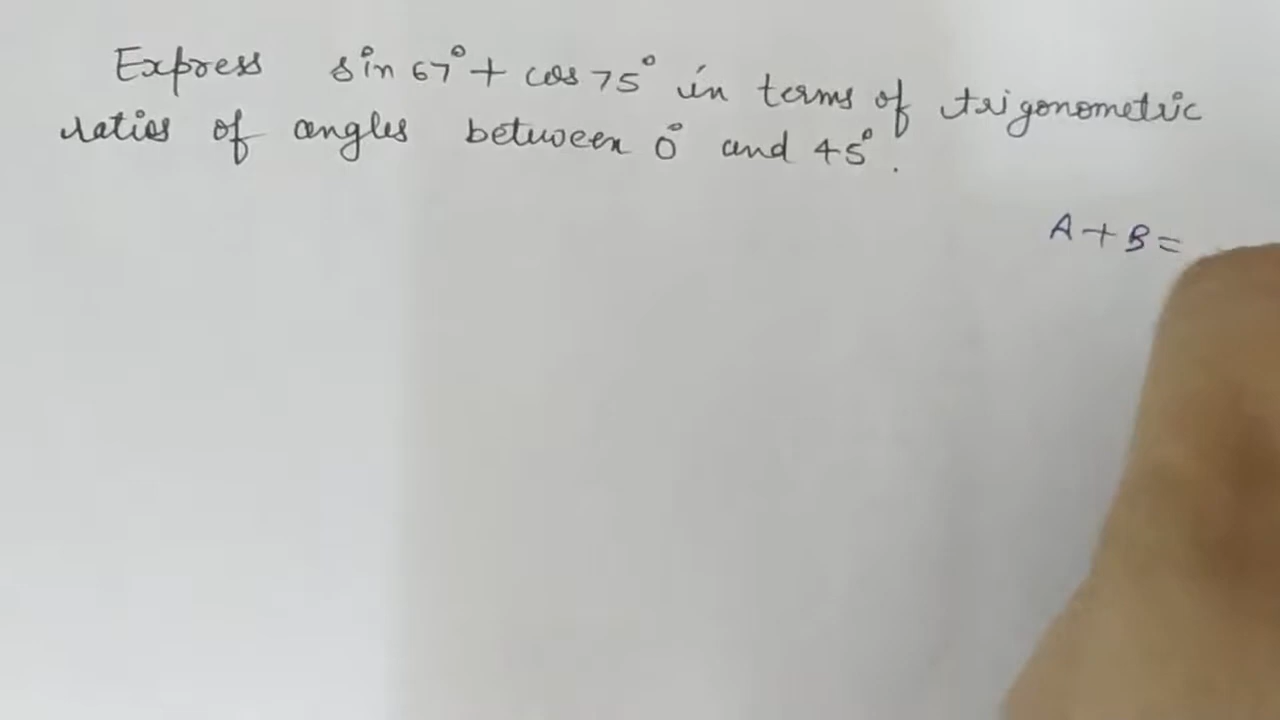 Express sin 67° + cos 75° in terms of trigonometric
ratios of angles between 0° and 45°.
A + B =